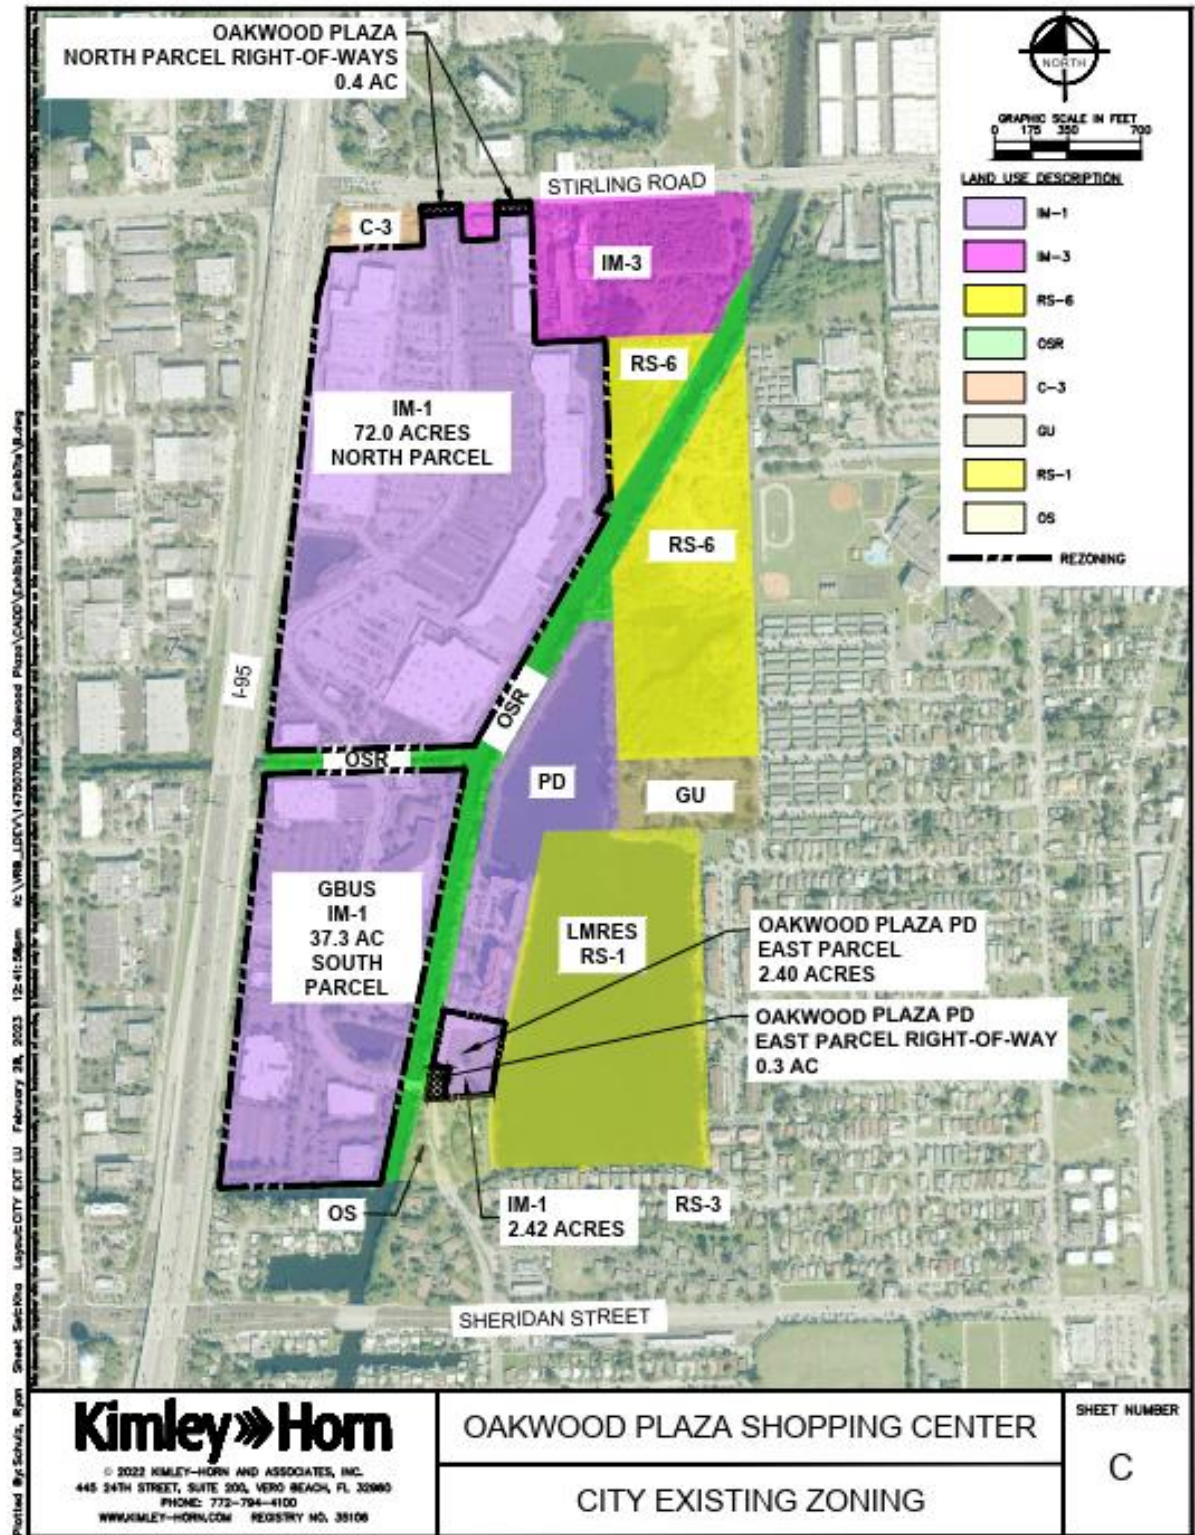 OAKWOOD PLAZA
NORTH PARCEL RIGHT-OF-WAYS
0.4 AC
NORTH
GRAPHIC SCALE IN FEET
0 175 350 700
LAND USE DESCRIPTION
IM-1
IM-3
RS-6
OSR
C-3
GU
RS-1
OS
REZONING
STIRLING ROAD
C-3
IM-3
RS-6
IM-1
72.0 ACRES
NORTH PARCEL
RS-6
I-95
OSR
OSR
PD
GU
GBUS
IM-1
37.3 AC
SOUTH
PARCEL
LMRES
RS-1
OAKWOOD PLAZA PD
EAST PARCEL
2.40 ACRES
OAKWOOD PLAZA PD
EAST PARCEL RIGHT-OF-WAY
0.3 AC
OS
IM-1
2.42 ACRES
RS-3
SHERIDAN STREET
Kimley»Horn
© 2022 KIMLEY-HORN AND ASSOCIATES, INC.
445 24TH STREET, SUITE 200, VERO BEACH, FL 32960
PHONE: 772-794-4100
WWW.KIMLEY-HORN.COM REGISTRY NO. 35106
OAKWOOD PLAZA SHOPPING CENTER
CITY EXISTING ZONING
SHEET NUMBER
C